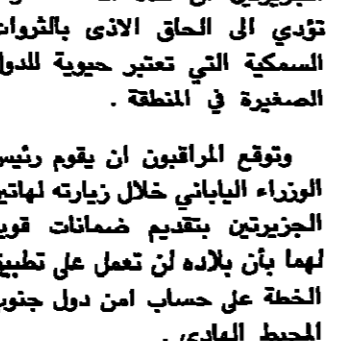 تؤدي الى الحاق الاذى بالثروات
السمكية التي تعتبر حيوية للدول
الصغيرة في المنطقة .
وتوقع المراقبون ان يقوم رئيس
الوزراء الياباني خلال زيارته لهاتين
الجزيرتين بتقديم ضمانات قوية
لهما بأن بلاده لن تعمل على تطبيق
الخطة على حساب امن دول جنوب
المحيط الهادي .